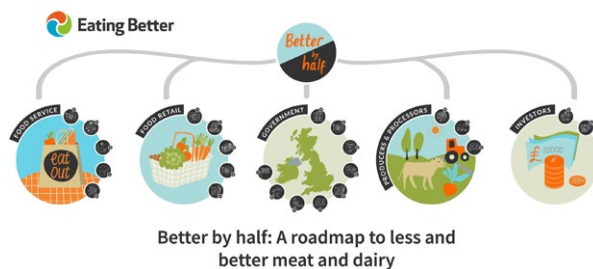 Eating Better
Better
by
half
FOOD SERVICE
FOOD RETAIL
GOVERNMENT
PRODUCERS & PROCESSORS
INVESTORS
eat
out
£
10000
Better by half: A roadmap to less and
better meat and dairy